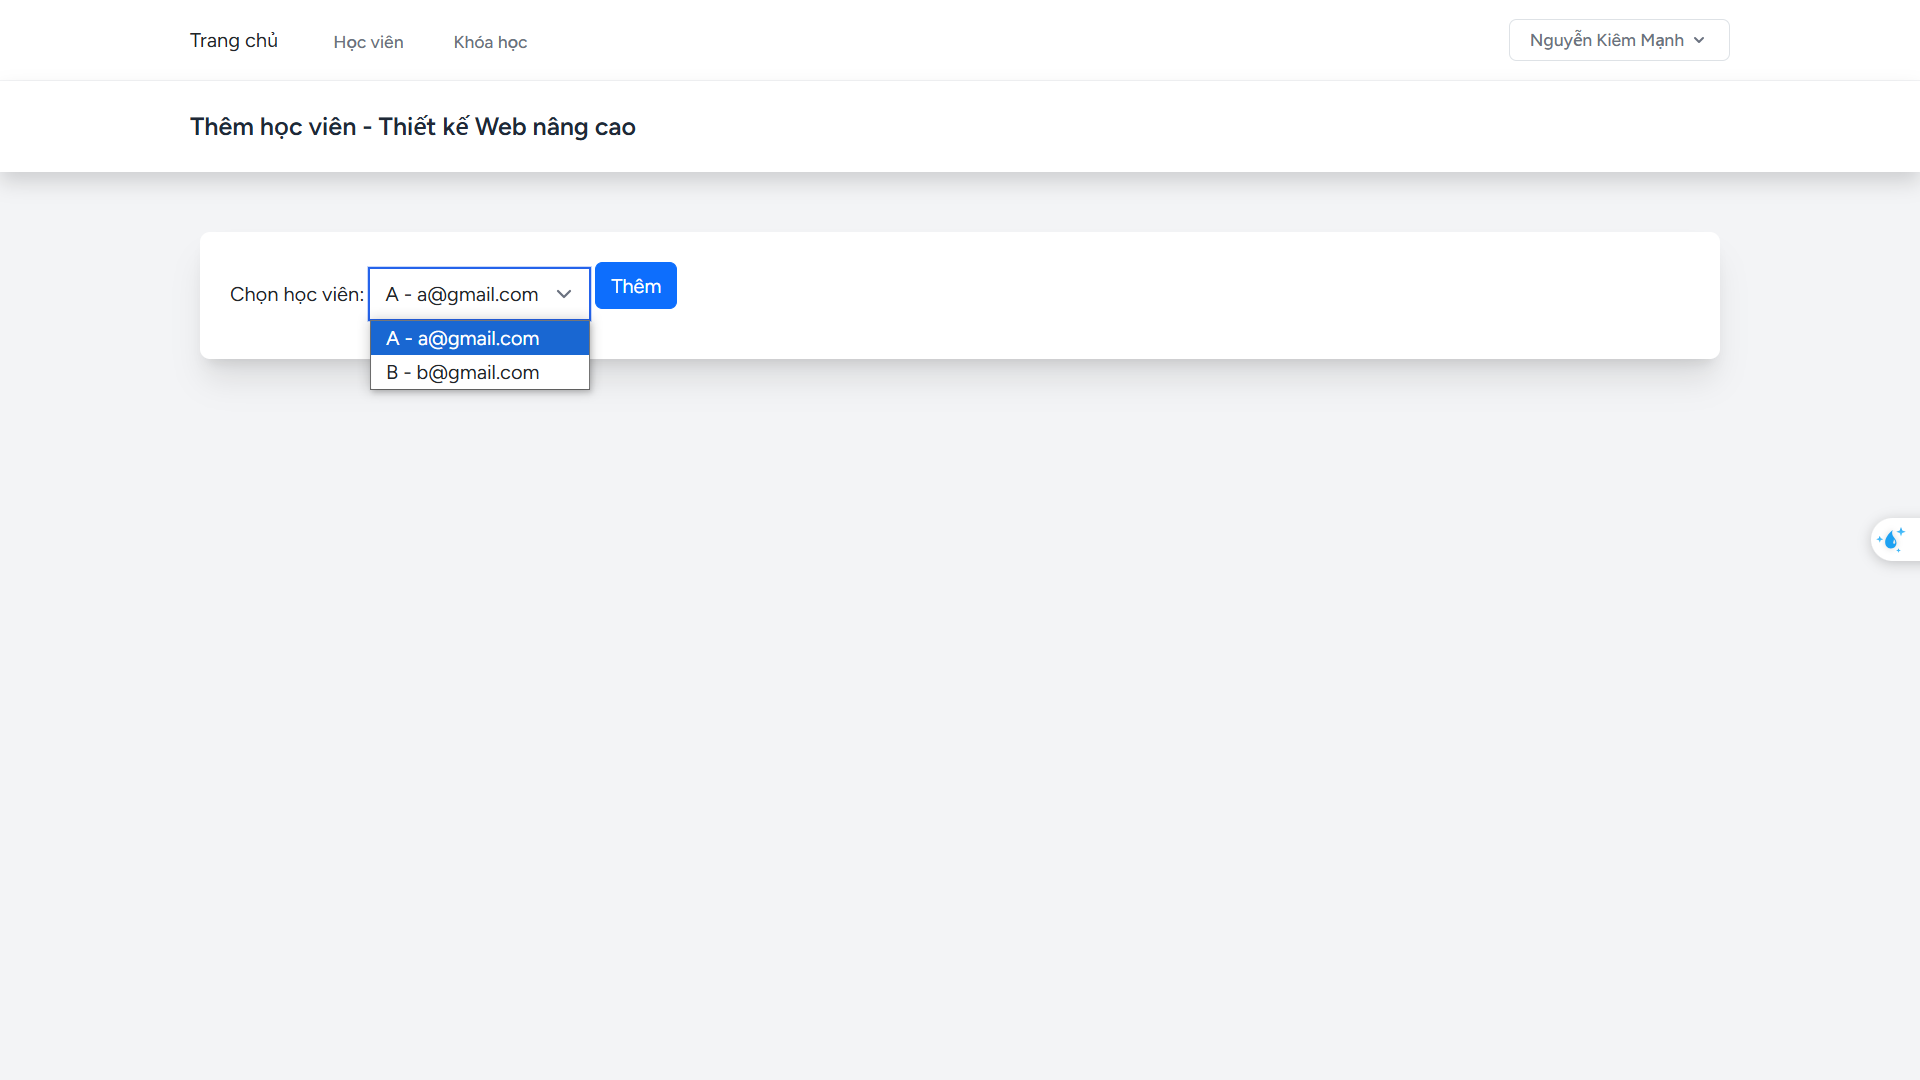 Trang chủ Học viên Khóa học Nguyễn Kiêm Mạnh
Thêm học viên - Thiết kế Web nâng cao
Chọn học viên: A - a@gmail.com Thêm
A - a@gmail.com
B - b@gmail.com